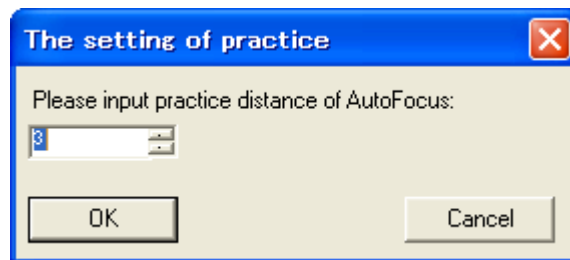 The setting of practice
Please input practice distance of AutoFocus:
3
OK
Cancel